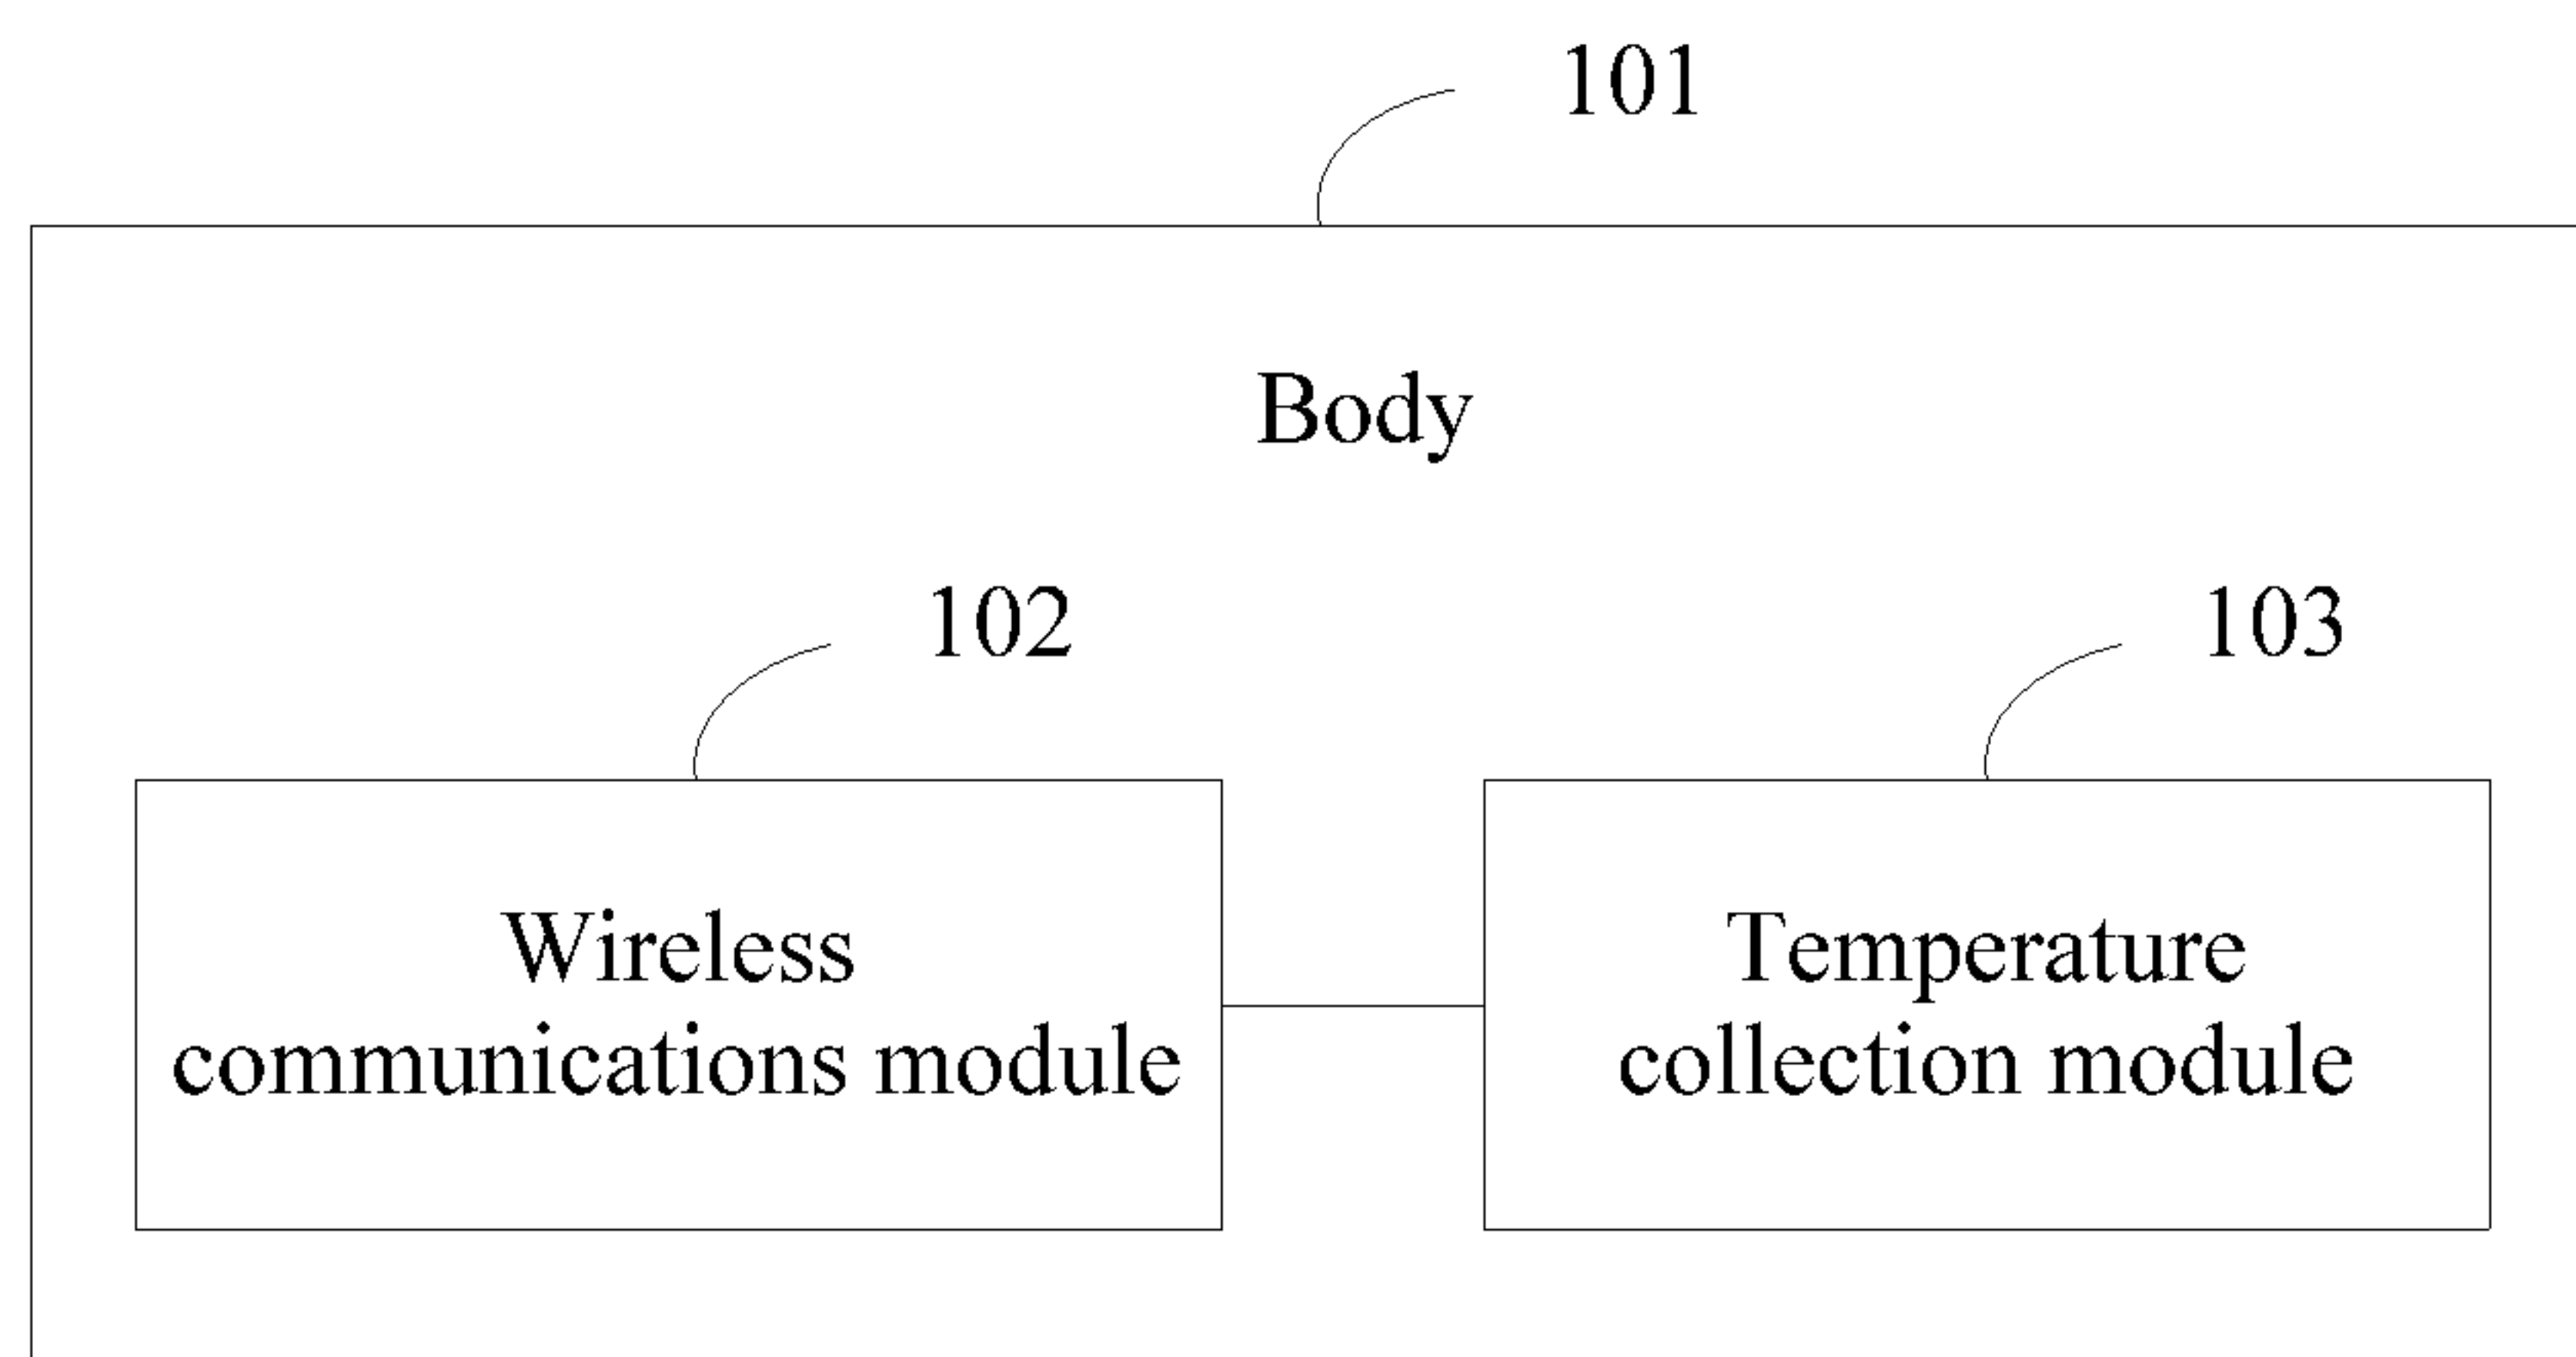 101
Body
102
103
Wireless
communications module
Temperature
collection module